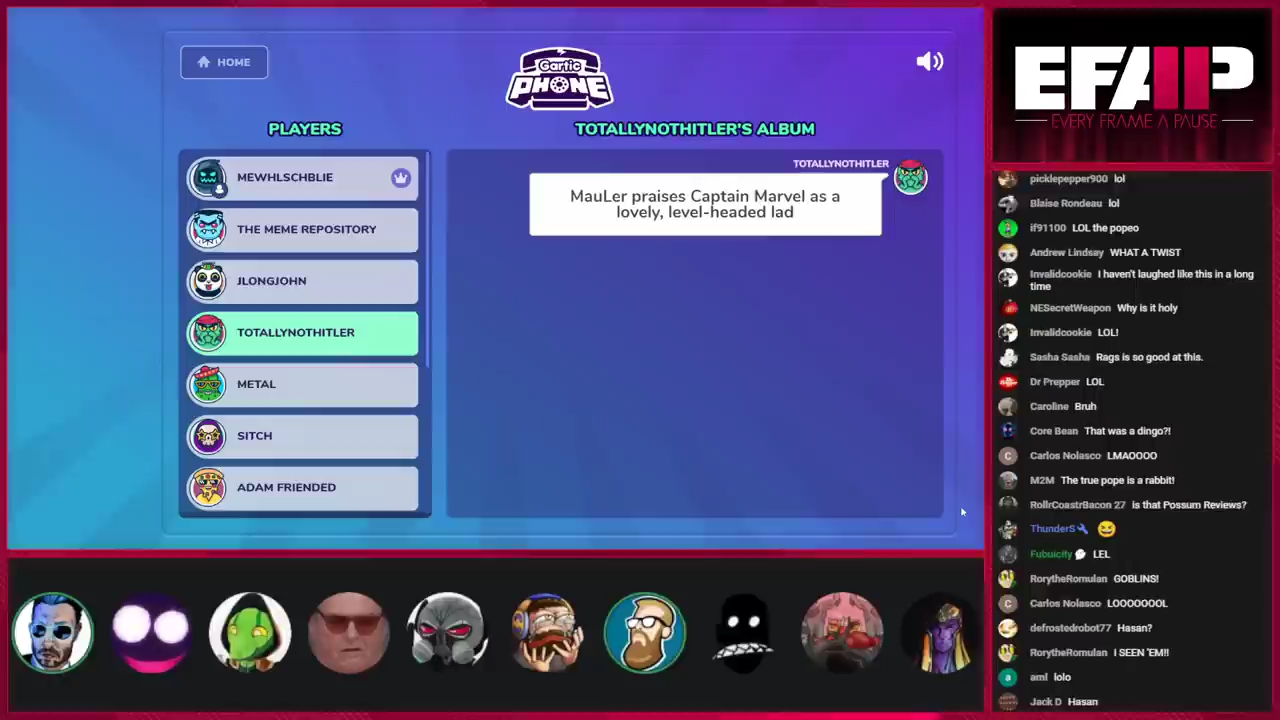 HOME
Gartic
PHONE
PLAYERS
MEWHLSCHBLIE
THE MEME REPOSITORY
JLONGJOHN
TOTALLYNOTHITLER
METAL
SITCH
ADAM FRIENDED
TOTALLYNOTHITLER'S ALBUM
TOTALLYNOTHITLER
MauLer praises Captain Marvel as a
lovely, level-headed lad
EFAP
EVERY FRAME A PAUSE
picklepepper900 lol
Blaise Rondeau lol
if91100 LOL the popeo
Andrew Lindsay WHAT A TWIST
Invalidcookie I haven't laughed like this in a long
time
NESecretWeapon Why is it holy
Invalidcookie LOL!
Sasha Sasha Rags is so good at this.
Dr Prepper LOL
Caroline Bruh
Core Bean That was a dingo?!
C Carlos Nolasco LMAOOOO
M2M The true pope is a rabbit!
RollrCoastrBacon 27 is that Possum Reviews?
ThunderS
Fubuicity LEL
RorytheRomulan GOBLINS!
C Carlos Nolasco LOOOOOOOL
defrostedrobot77 Hasan?
RorytheRomulan I SEEN 'EM!!
a aml lolo
Jack D Hasan